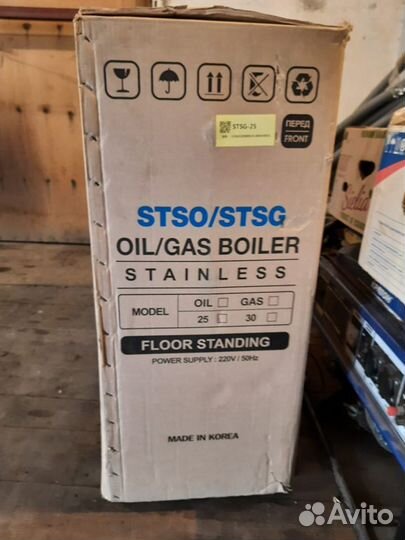 STSG-25
ПЕРЕД
FRONT
STSO/STSG
OIL/GAS BOILER
STAINLESS
MODEL
OIL GAS
25 30
FLOOR STANDING
POWER SUPPLY : 220V / 50Hz
MADE IN KOREA
Avito